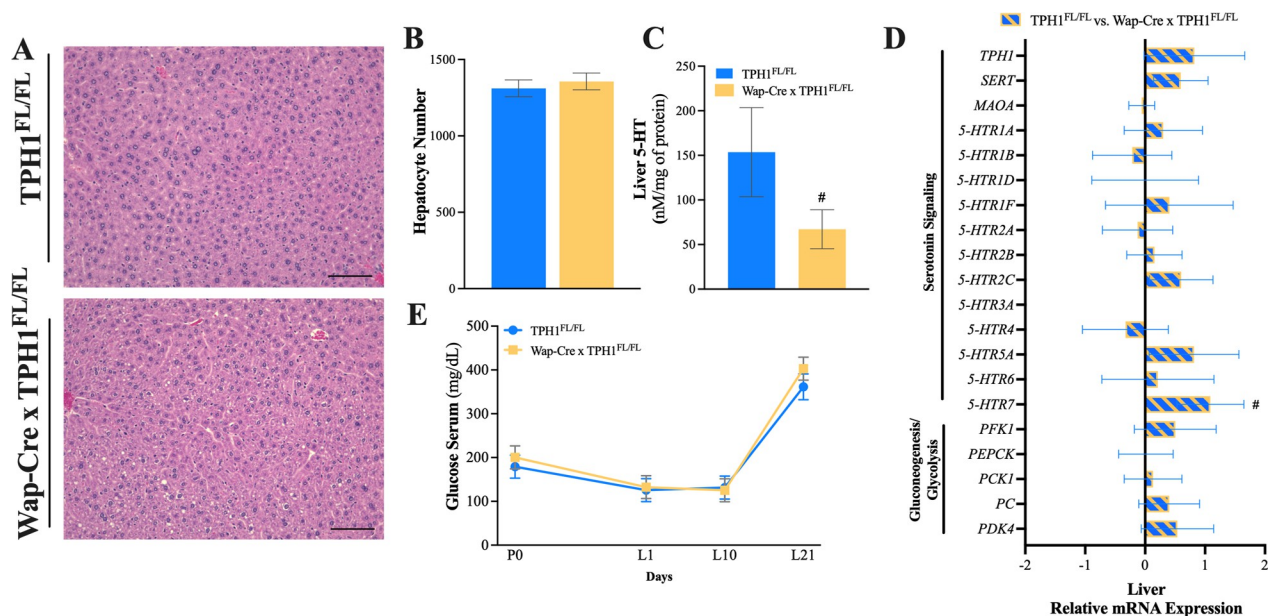 A
TPH1FL/FL
Wap-Cre x TPH1FL/FL
B
Hepatocyte Number
1500
1000
500
0
C
Liver 5-HT
(nM/mg of protein)
250
200
150
100
50
0
TPH1FL/FL
Wap-Cre x TPH1FL/FL
#
D
TPH1FL/FL vs. Wap-Cre x TPH1FL/FL
Serotonin Signaling
TPH1
SERT
MAOA
5-HTR1A
5-HTR1B
5-HTR1D
5-HTR1F
5-HTR2A
5-HTR2B
5-HTR2C
5-HTR3A
5-HTR4
5-HTR5A
5-HTR6
5-HTR7
#
Gluconeogenesis/
Glycolysis
PFK1
PEPCK
PCK1
PC
PDK4
-2
-1
0
1
2
Liver
Relative mRNA Expression
E
Glucose Serum (mg/dL)
500
400
300
200
100
0
TPH1FL/FL
Wap-Cre x TPH1FL/FL
P0
L1
L10
L21
Days